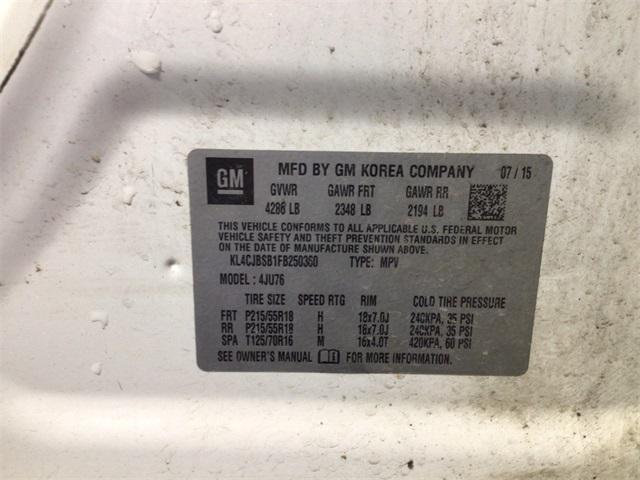 GM MFD BY GM KOREA COMPANY 07 / 15
GVWR GAWR FRT GAWR RR
4286 LB 2348 LB 2194 LB
THIS VEHICLE CONFORMS TO ALL APPLICABLE U.S. FEDERAL MOTOR
VEHICLE SAFETY AND THEFT PREVENTION STANDARDS IN EFFECT
ON THE DATE OF MANUFACTURE SHOWN ABOVE.
KL4CJBSB1FB250360 TYPE: MPV
MODEL : 4JU76
TIRE SIZE SPEED RTG RIM COLD TIRE PRESSURE
FRT P215/55R18 H 18x7.0J 240KPA, 35 PSI
RR P215/55R18 H 18x7.0J 240KPA, 35 PSI
SPA T125/70R16 M 16x4.0T 420KPA, 60 PSI
SEE OWNER'S MANUAL FOR MORE INFORMATION.